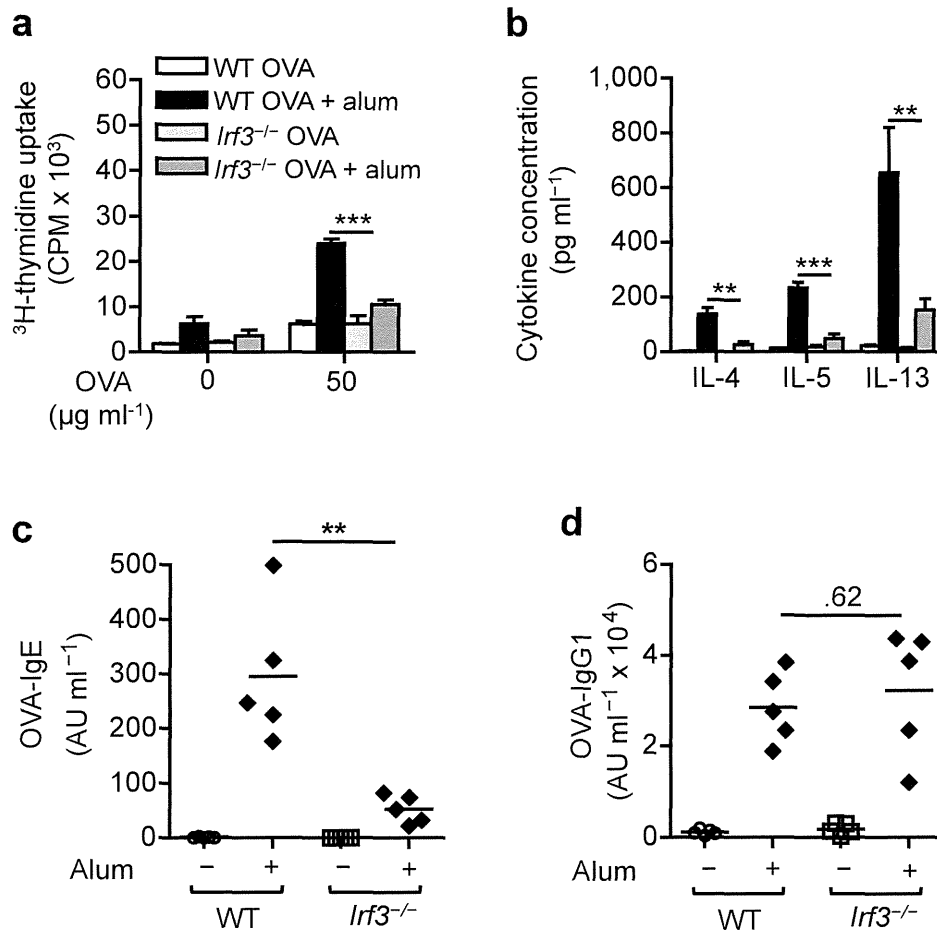 a
³H-thymidine uptake
(CPM x 10³)
60
50
40
30
20
10
0
WT OVA
WT OVA + alum
Irf3⁻/⁻ OVA
Irf3⁻/⁻ OVA + alum
***
OVA
(µg ml⁻¹)
0
50
b
Cytokine concentration
(pg ml⁻¹)
1,000
800
600
400
200
0
**
***
**
IL-4
IL-5
IL-13
c
OVA-IgE
(AU ml⁻¹)
500
400
300
200
100
0
**
Alum
–
+
–
+
WT
Irf3⁻/⁻
d
OVA-IgG1
(AU ml⁻¹ x 10⁴)
6
4
2
0
.62
Alum
–
+
–
+
WT
Irf3⁻/⁻